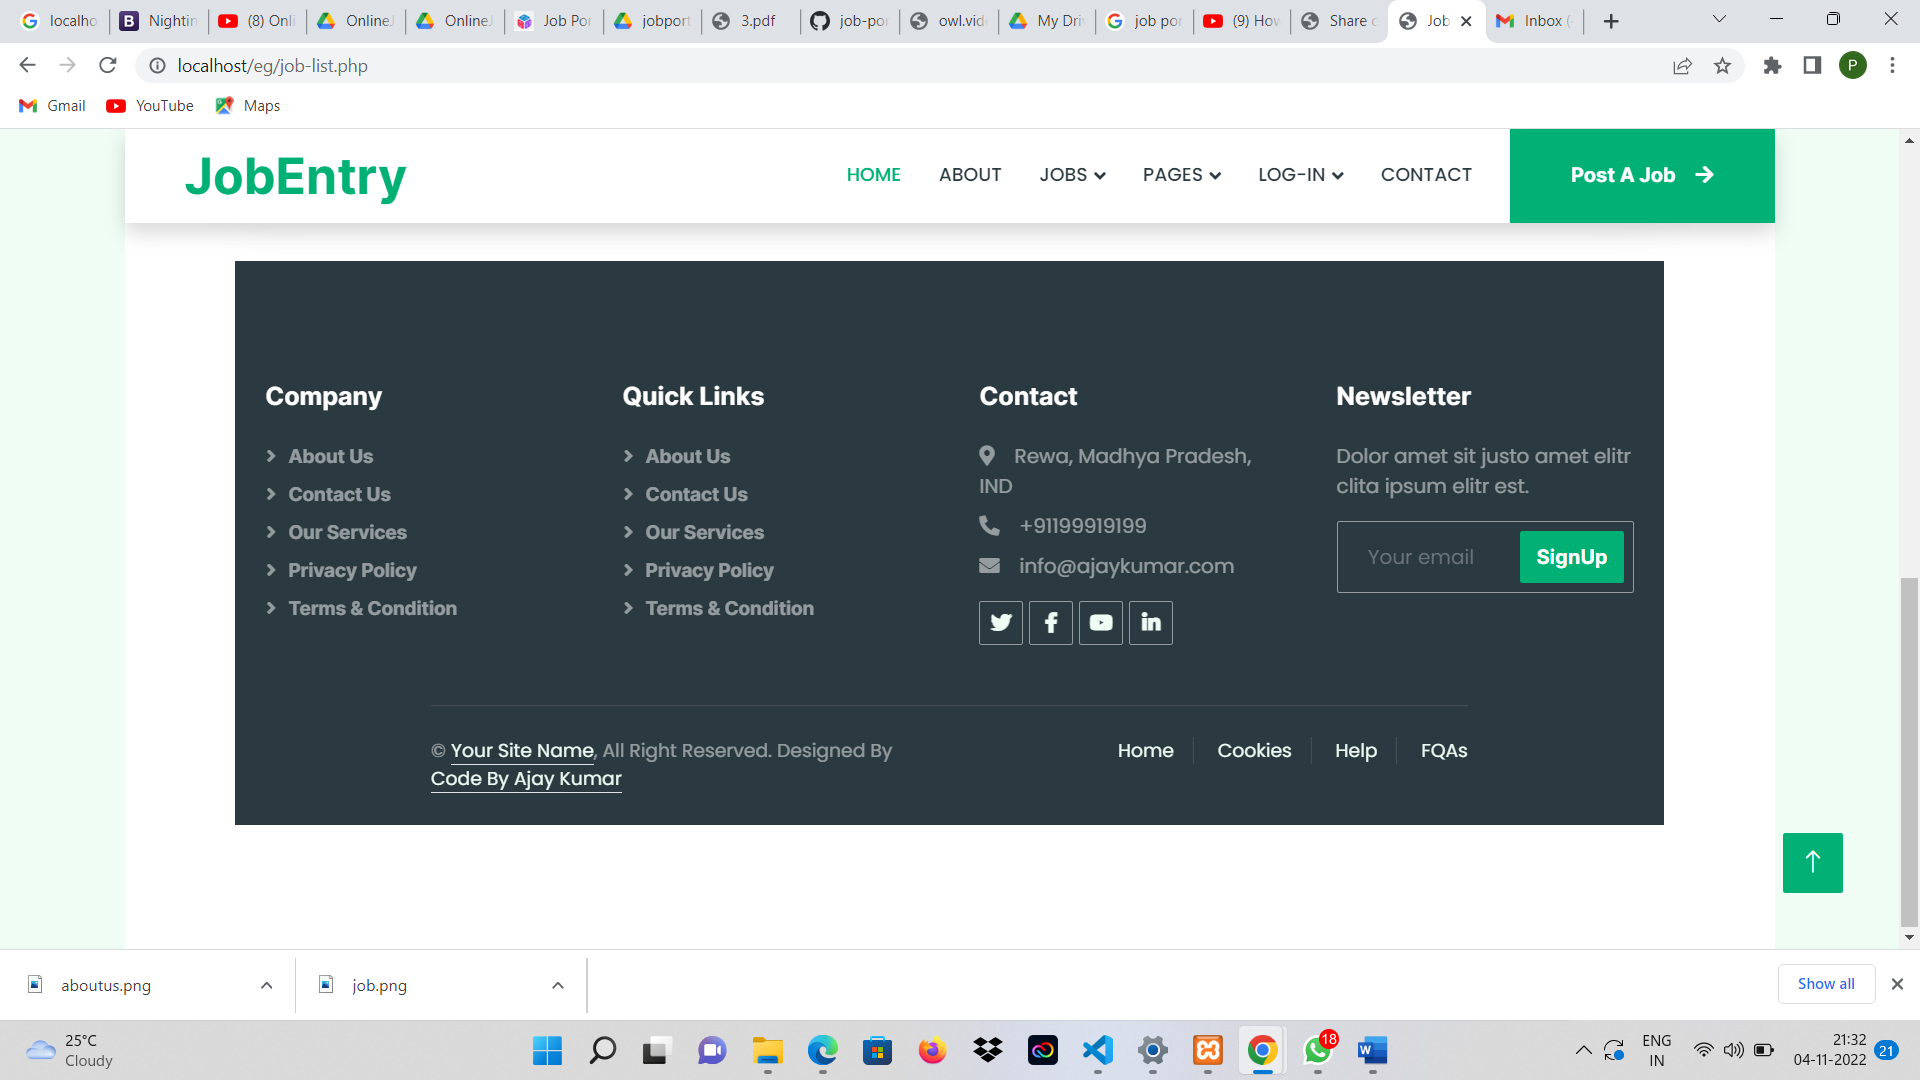 localho
Nightin
(8) Onli
OnlineJ
OnlineJ
Job Por
jobport
3.pdf
job-por
owl.vid
My Driv
job por
(9) How
Share c
Job
Inbox (
localhost/eg/job-list.php
P
Gmail
YouTube
Maps
JobEntry
HOME
ABOUT
JOBS
PAGES
LOG-IN
CONTACT
Post A Job
Company
About Us
Contact Us
Our Services
Privacy Policy
Terms & Condition
Quick Links
About Us
Contact Us
Our Services
Privacy Policy
Terms & Condition
Contact
Rewa, Madhya Pradesh,
IND
+91199919199
info@ajaykumar.com
Newsletter
Dolor amet sit justo amet elitr
clita ipsum elitr est.
Your email
SignUp
© Your Site Name, All Right Reserved. Designed By
Code By Ajay Kumar
Home
Cookies
Help
FQAs
aboutus.png
job.png
Show all
25°C
Cloudy
18
ENG
IN
21:32
04-11-2022
21